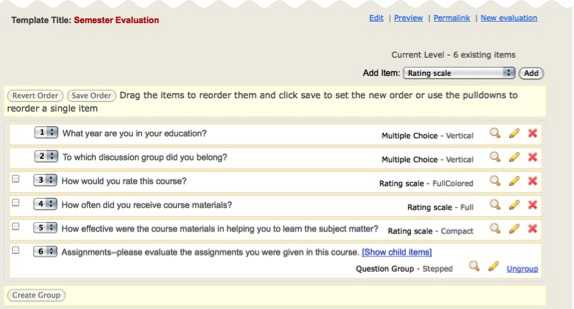 Template Title: Semester Evaluation
Edit | Preview | Permalink | New evaluation
Current Level - 6 existing items
Add Item: Rating scale Add
Revert Order Save Order Drag the items to reorder them and click save to set the new order or use the pulldowns to
reorder a single item
1 What year are you in your education? Multiple Choice - Vertical
2 To which discussion group did you belong? Multiple Choice - Vertical
3 How would you rate this course? Rating scale - FullColored
4 How often did you receive course materials? Rating scale - Full
5 How effective were the course materials in helping you to learn the subject matter? Rating scale - Compact
6 Assignments--please evaluate the assignments you were given in this course. [Show child items]
Question Group - Stepped Ungroup
Create Group